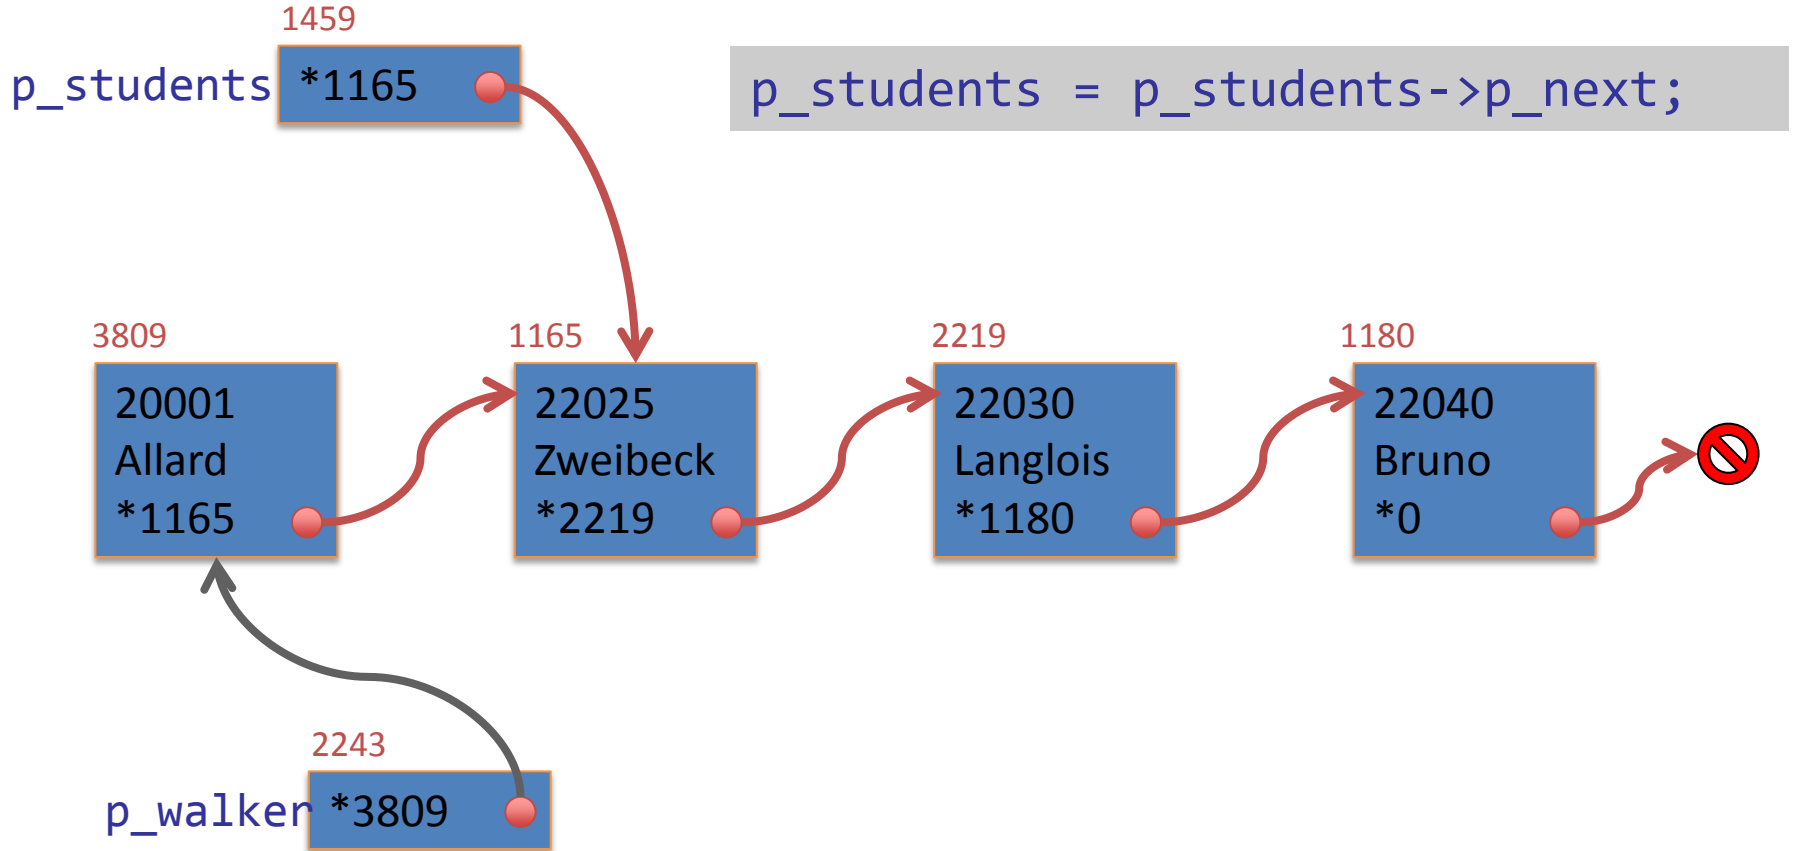 1459
p_students *1165
p_students = p_students->p_next;
3809
20001
Allard
*1165
1165
22025
Zweibeck
*2219
2219
22030
Langlois
*1180
1180
22040
Bruno
*0
2243
p_walker *3809